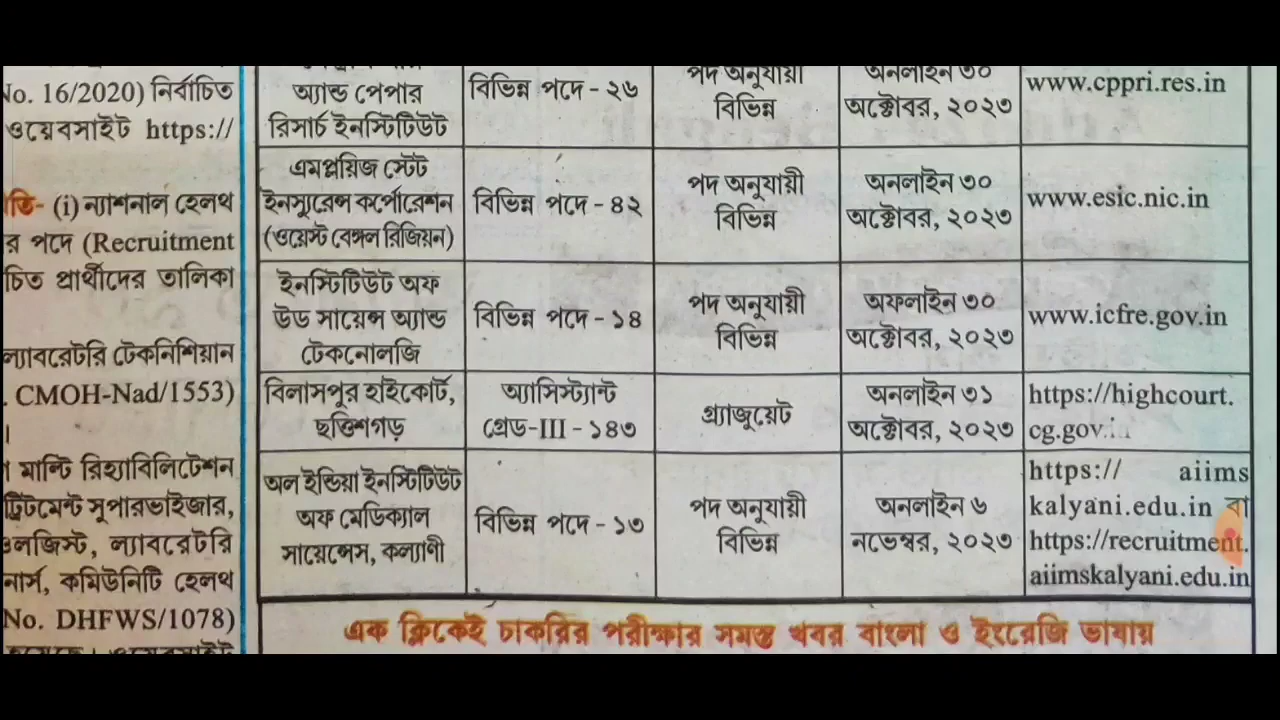 No. 16/2020) নির্বাচিত
ওয়েবসাইট https://
(i) ন্যাশনাল হেলথ
র পদে (Recruitment
চিত প্রার্থীদের তালিকা
ল্যাবরেটরি টেকনিশিয়ান
. CMOH-Nad/1553)
।
মাল্টি রিহ্যাবিলিটেশন
ট্রিটমেন্ট সুপারভাইজার,
ল্যাবরেটরি
নার্স, কমিউনিটি হেলথ
No. DHFWS/1078)
অ্যান্ড পেপার
রিসার্চ ইনস্টিটিউট
বিভিন্ন পদে - ২৬
পদ অনুযায়ী
বিভিন্ন
অনলাইন ৩০
অক্টোবর, ২০২৩
www.cppri.res.in
এমপ্লয়িজ স্টেট
ইনস্যুরেন্স কর্পোরেশন
(ওয়েস্ট বেঙ্গল রিজিয়ন)
বিভিন্ন পদে - ৪২
পদ অনুযায়ী
বিভিন্ন
অনলাইন ৩০
অক্টোবর, ২০২৩
www.esic.nic.in
ইনস্টিটিউট অফ
উড সায়েন্স অ্যান্ড
টেকনোলজি
বিভিন্ন পদে - ১৪
পদ অনুযায়ী
বিভিন্ন
অফলাইন ৩০
অক্টোবর, ২০২৩
www.icfre.gov.in
বিলাসপুর হাইকোর্ট,
ছত্তিশগড়
অ্যাসিস্ট্যান্ট
গ্রেড-III - ১৪৩
গ্র্যাজুয়েট
অনলাইন ৩১
অক্টোবর, ২০২৩
https://highcourt.
cg.gov.in
অল ইন্ডিয়া ইনস্টিটিউট
অফ মেডিক্যাল
সায়েন্সেস, কল্যাণী
বিভিন্ন পদে - ১৩
পদ অনুযায়ী
বিভিন্ন
অনলাইন ৬
নভেম্বর, ২০২৩
https:// aiims
kalyani.edu.in বা
https://recruitment.
aiimskalyani.edu.in
এক ক্লিকেই চাকরির পরীক্ষার সমস্ত খবর বাংলা ও ইংরেজি ভাষায়